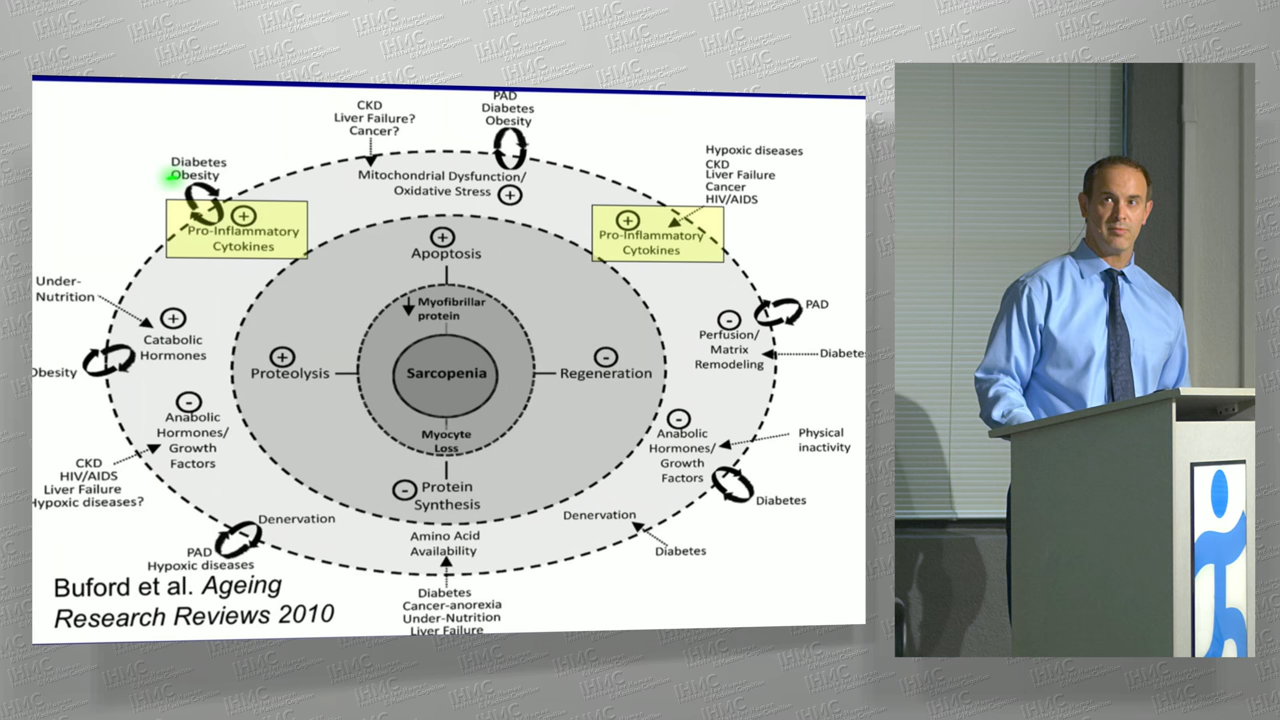 CKD
Liver Failure?
Cancer?
PAD
Diabetes
Obesity
Diabetes
Obesity
Mitochondrial Dysfunction/
Oxidative Stress +
Hypoxic diseases
CKD
Liver Failure
Cancer
HIV/AIDS
+
Pro-Inflammatory
Cytokines
+
Pro-Inflammatory
Cytokines
+
Apoptosis
Under-
Nutrition
+
Catabolic
Hormones
Obesity
Myofibrillar
protein
+
Proteolysis
Sarcopenia
-
Regeneration
-
Perfusion/
Matrix
Remodeling
PAD
Diabete
-
Anabolic
Hormones/
Growth
Factors
Myocyte
Loss
-
Anabolic
Hormones/
Growth
Factors
Physical
inactivity
CKD
HIV/AIDS
Liver Failure
Hypoxic diseases?
- Protein
Synthesis
Diabetes
Denervation
PAD
Hypoxic diseases
Amino Acid
Availability
Denervation
Diabetes
Diabetes
Cancer-anorexia
Under-Nutrition
Liver Failure
Buford et al. Ageing
Research Reviews 2010
IHMC